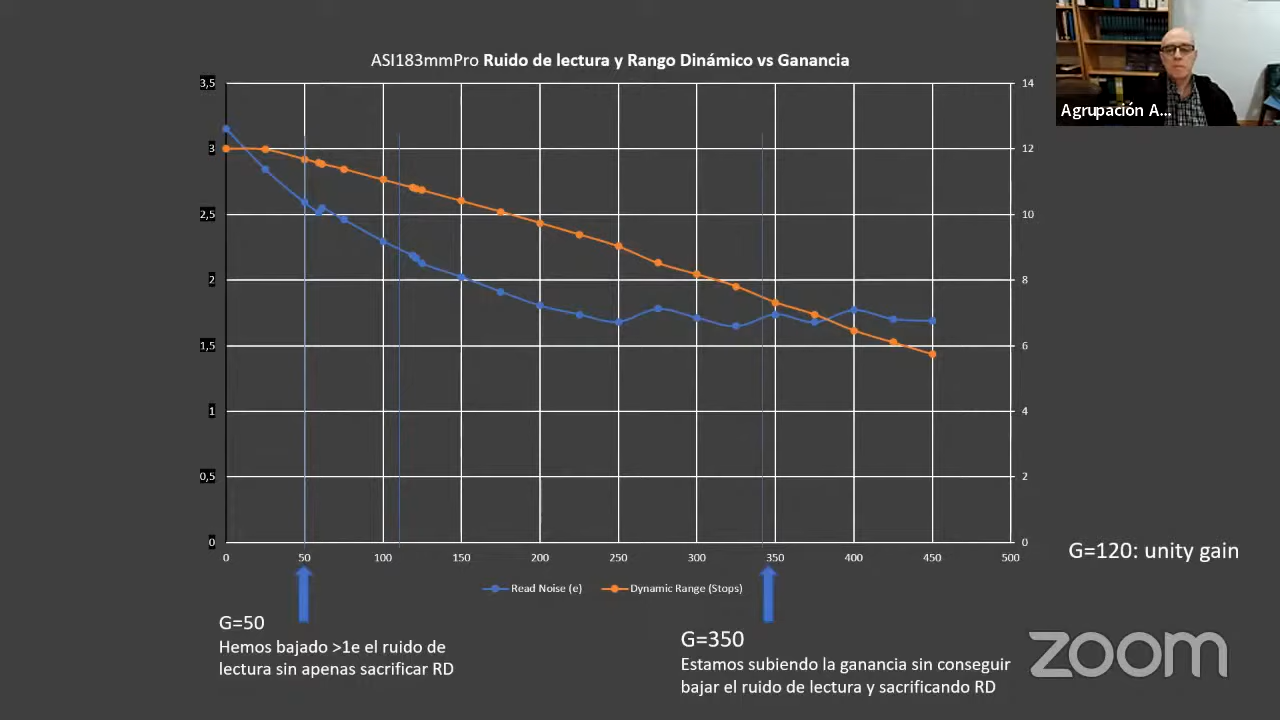 ASI183mmPro Ruido de lectura y Rango Dinámico vs Ganancia
Agrupación A...
3,5
3
2,5
2
1,5
1
0,5
0
14
12
10
8
6
4
2
0
0 50 100 150 200 250 300 350 400 450 500
Read Noise (e) Dynamic Range (Stops)
G=120: unity gain
G=50
Hemos bajado >1e el ruido de
lectura sin apenas sacrificar RD
G=350
Estamos subiendo la ganancia sin conseguir
bajar el ruido de lectura y sacrificando RD
zoom